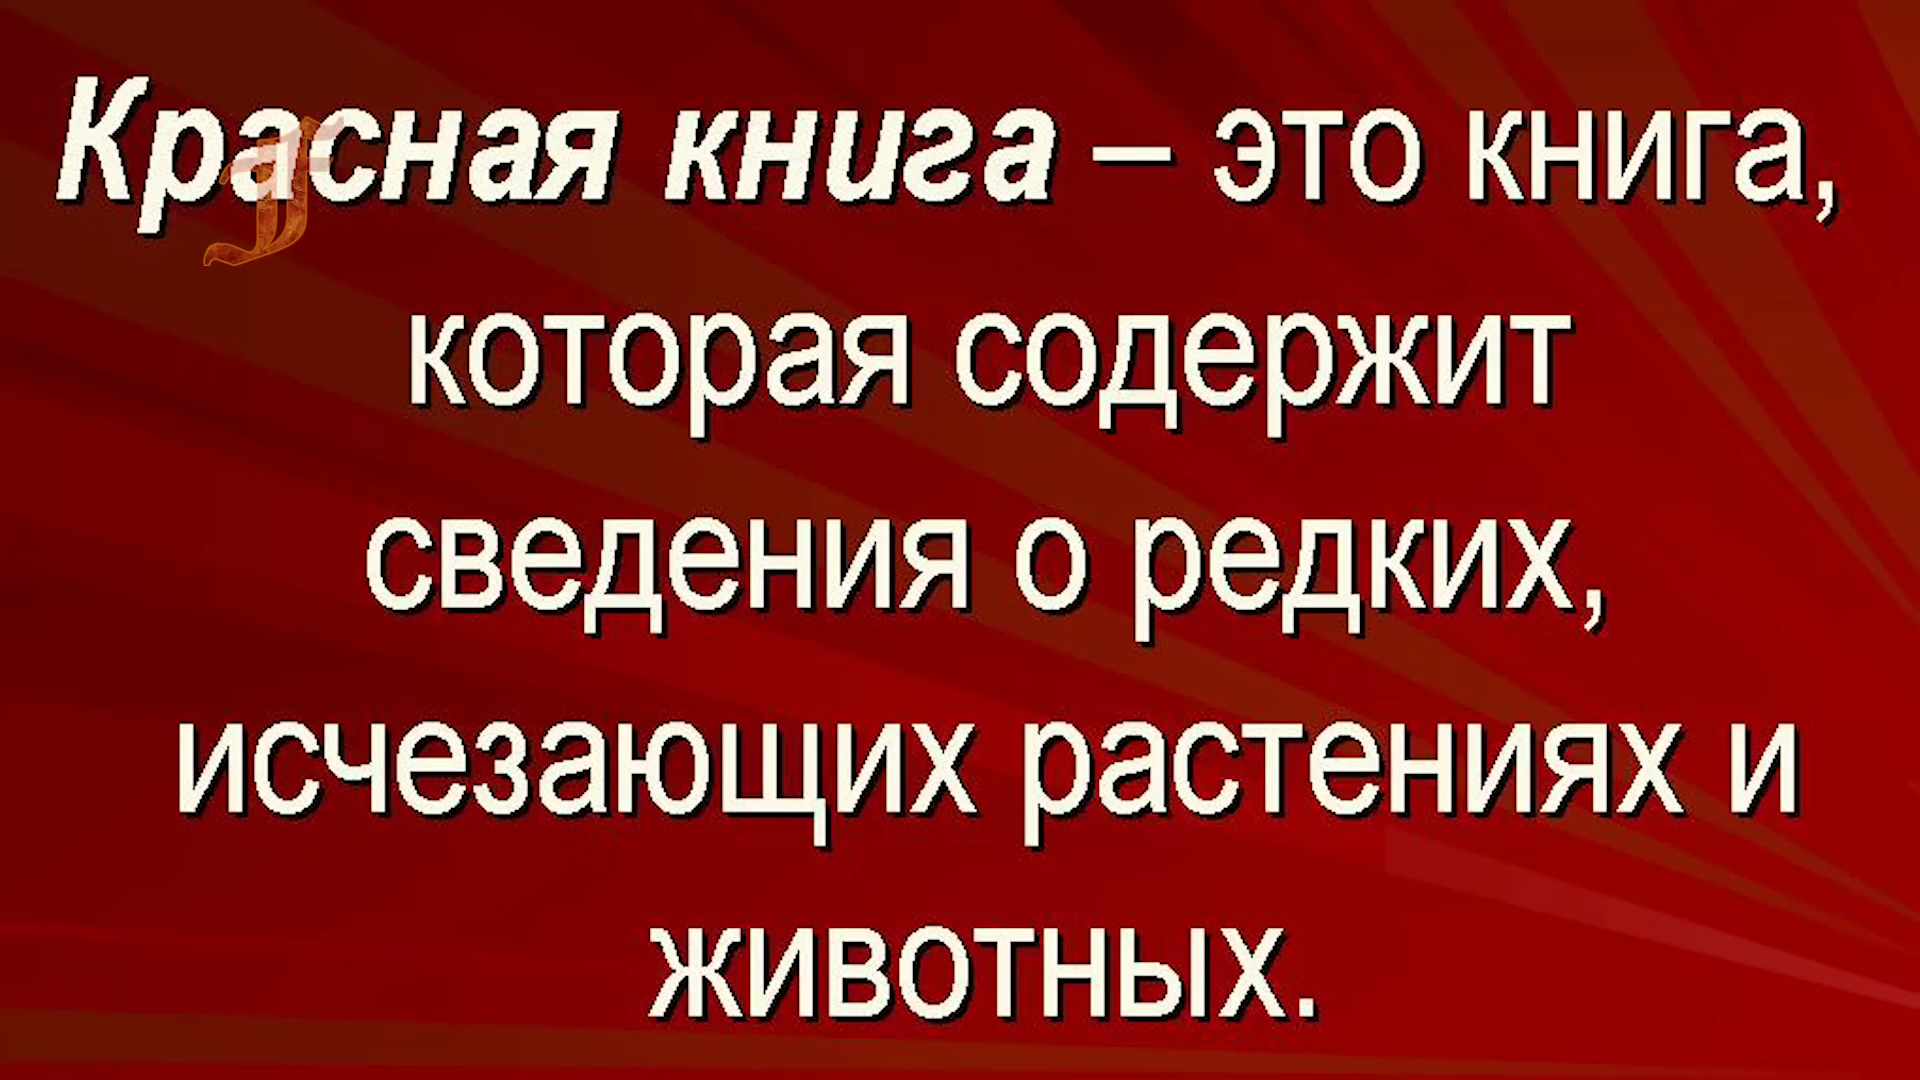 Красная книга – это книга,
которая содержит
сведения о редких,
исчезающих растениях и
животных.